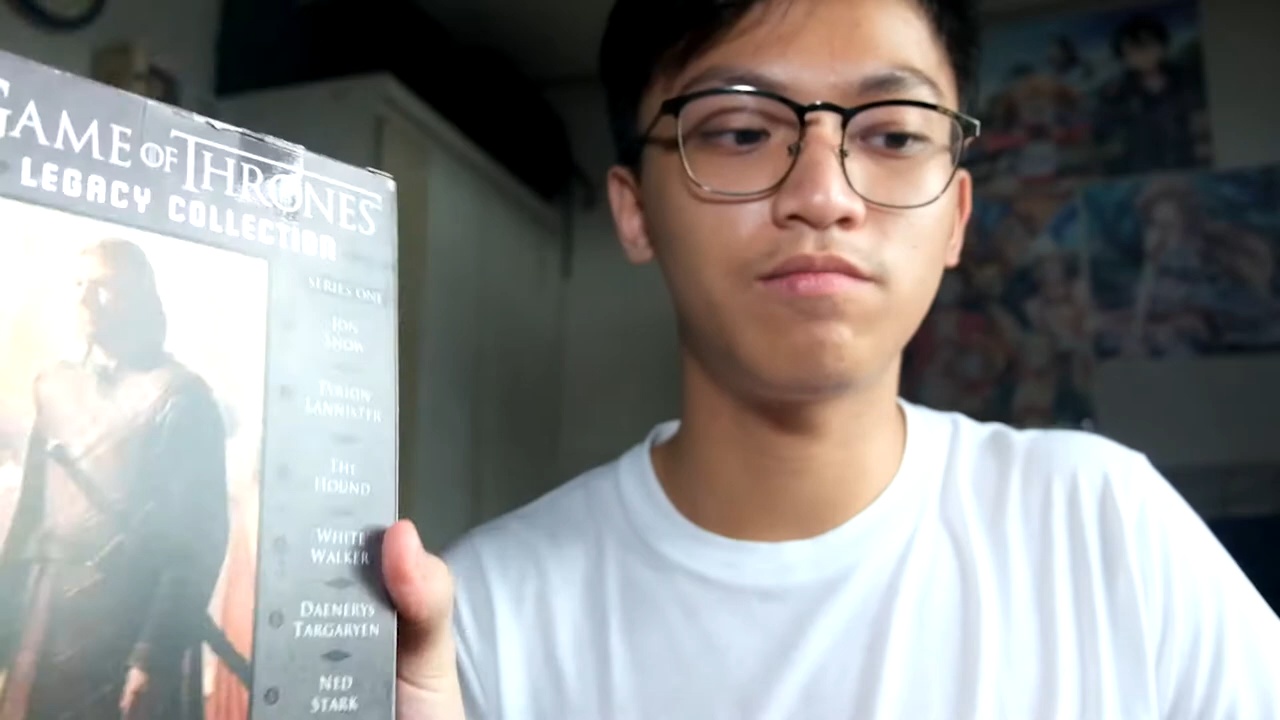 GAME OF THRONES
LEGACY COLLECTION
SERIES ONE
JON
SNOW
TYRION
LANNISTER
THE
HOUND
WHITE
WALKER
DAENERYS
TARGARYEN
NED
STARK